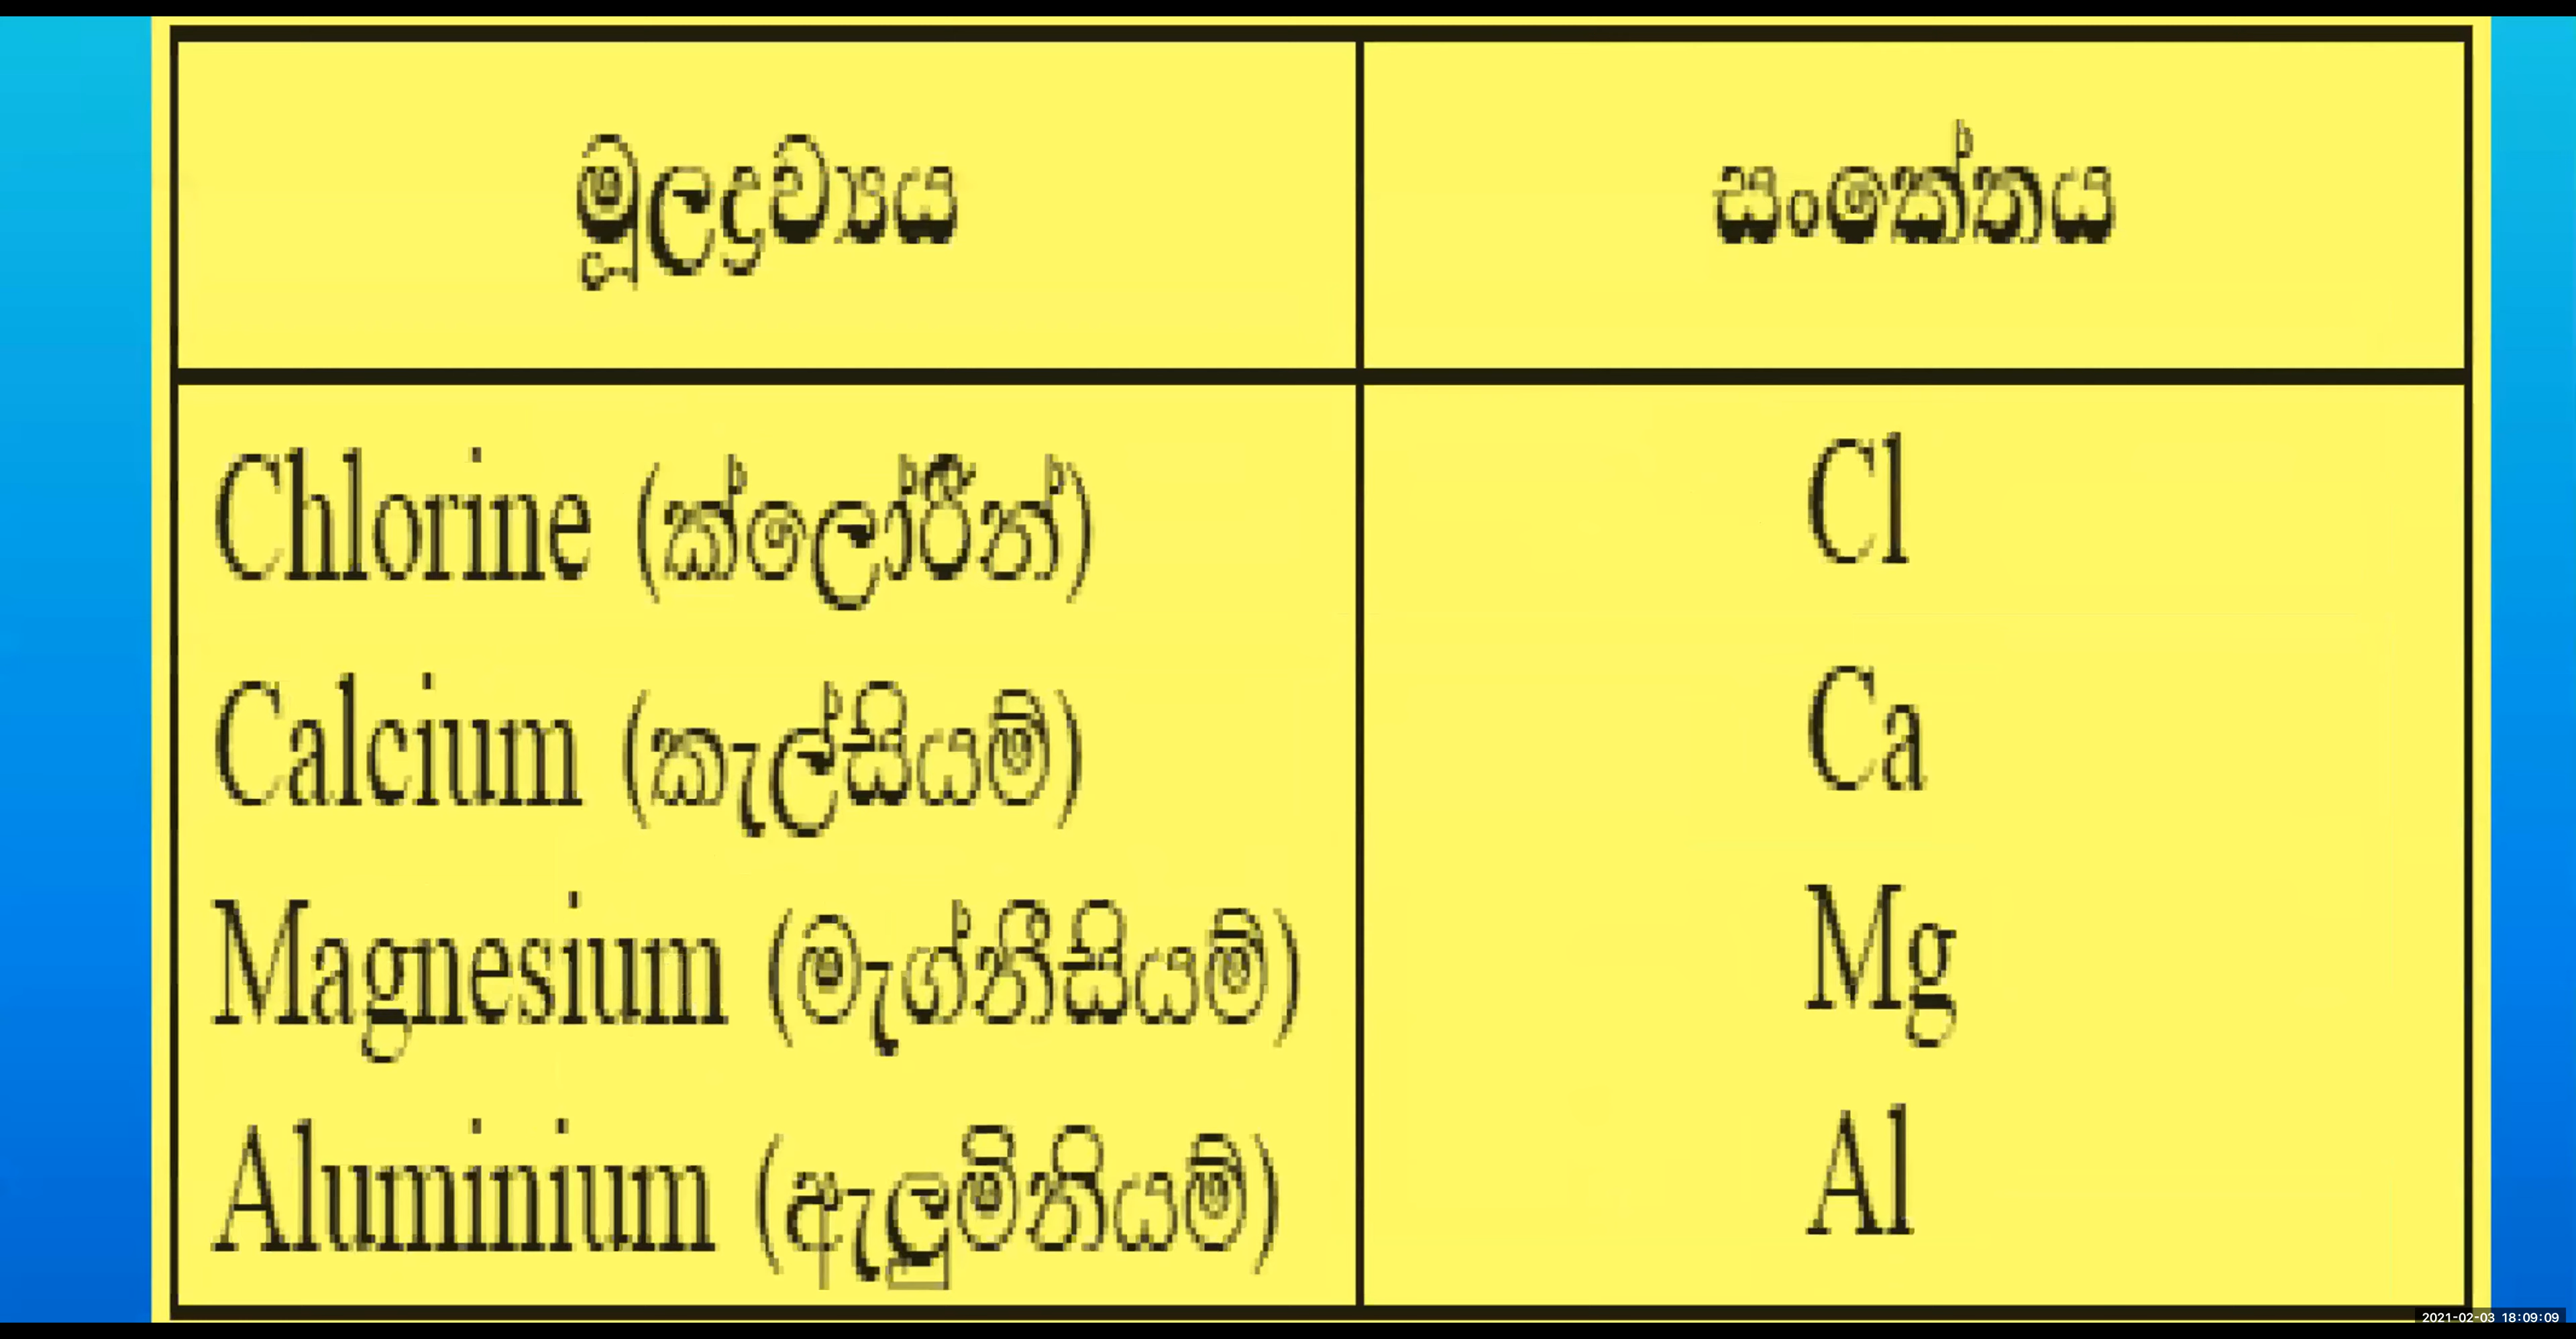 මූලද්‍රව්‍යය සංකේතය
Chlorine (ක්ලෝරීන්) Cl
Calcium (කැල්සියම්) Ca
Magnesium (මැග්නීසියම්) Mg
Aluminium (ඇලුමිනියම්) Al
2021-02-03 18:09:09